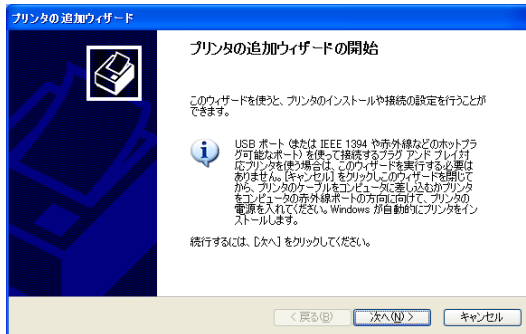 プリンタの追加ウィザード
プリンタの追加ウィザードの開始
このウィザードを使うと、プリンタのインストールや接続の設定を行うことが
できます。
USB ポート (または IEEE 1394 や赤外線などのホットプラ
グ可能なポート) を使って接続するプラグ アンド プレイ対
応プリンタを使う場合は、このウィザードを実行する必要は
ありません。[キャンセル] をクリックしこのウィザードを閉じて
から、プリンタのケーブルをコンピュータに差し込むかプリンタ
をコンピュータの赤外線ポートの方向に向けて、プリンタの
電源を入れてください。Windows が自動的にプリンタをイン
ストールします。
続行するには、[次へ] をクリックしてください。
< 戻る(B)
次へ(N) >
キャンセル